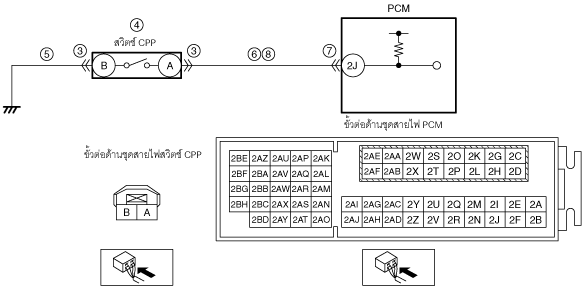 PCM
④
สวิตช์ CPP
⑤ ③ ③ ⑥ ⑧ ⑦
B A 2J
ขั้วต่อด้านชุดสายไฟ PCM
ขั้วต่อด้านชุดสายไฟสวิตช์ CPP
2BE 2AZ 2AU 2AP 2AK 2AE 2AA 2W 2S 2O 2K 2G 2C
2BF 2BA 2AV 2AQ 2AL 2AF 2AB 2X 2T 2P 2L 2H 2D
2BG 2BB 2AW 2AR 2AM
2BH 2BC 2AX 2AS 2AN 2AI 2AG 2AC 2Y 2U 2Q 2M 2I 2E 2A
2BD 2AY 2AT 2AO 2AJ 2AH 2AD 2Z 2V 2R 2N 2J 2F 2B
B A